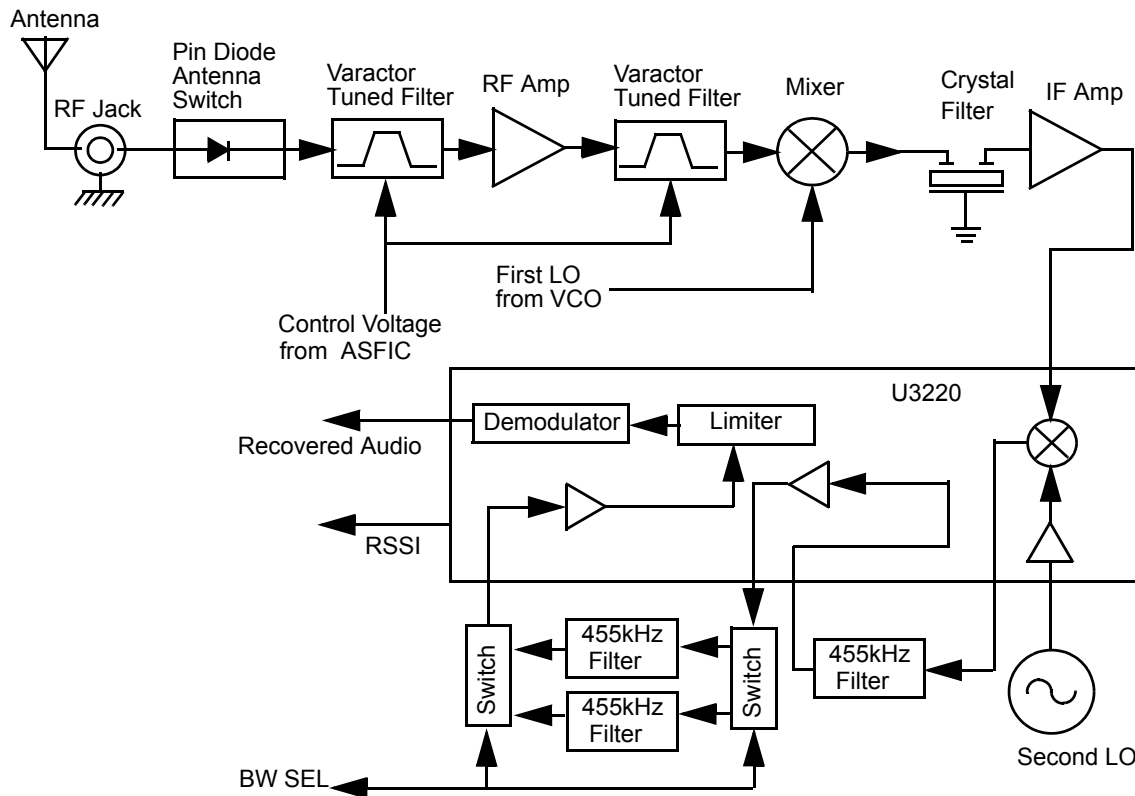 Antenna
Pin Diode
Antenna
Switch
RF Jack
Varactor
Tuned Filter
RF Amp
Varactor
Tuned Filter
Mixer
Crystal
Filter
IF Amp
First LO
from VCO
Control Voltage
from ASFIC
U3220
Demodulator
Limiter
Recovered Audio
RSSI
Switch
455kHz
Filter
455kHz
Filter
Switch
455kHz
Filter
Second LO
BW SEL